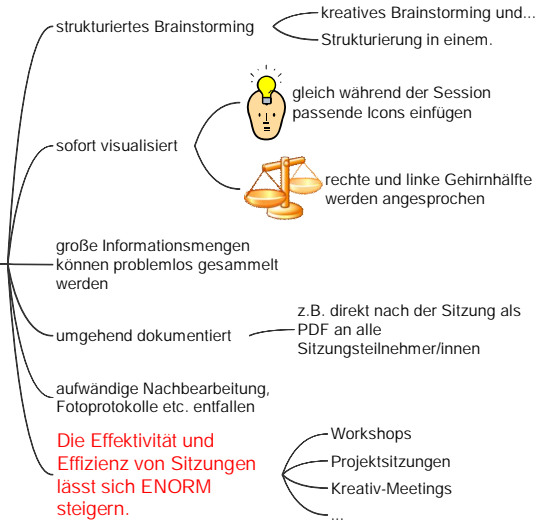 strukturiertes Brainstorming
kreatives Brainstorming und...
Strukturierung in einem.
sofort visualisiert
gleich während der Session
passende Icons einfügen
rechte und linke Gehirnhälfte
werden angesprochen
große Informationsmengen
können problemlos gesammelt
werden
umgehend dokumentiert
z.B. direkt nach der Sitzung als
PDF an alle
Sitzungsteilnehmer/innen
aufwändige Nachbearbeitung,
Fotoprotokolle etc. entfallen
Die Effektivität und
Effizienz von Sitzungen
lässt sich ENORM
steigern.
Workshops
Projektsitzungen
Kreativ-Meetings
...